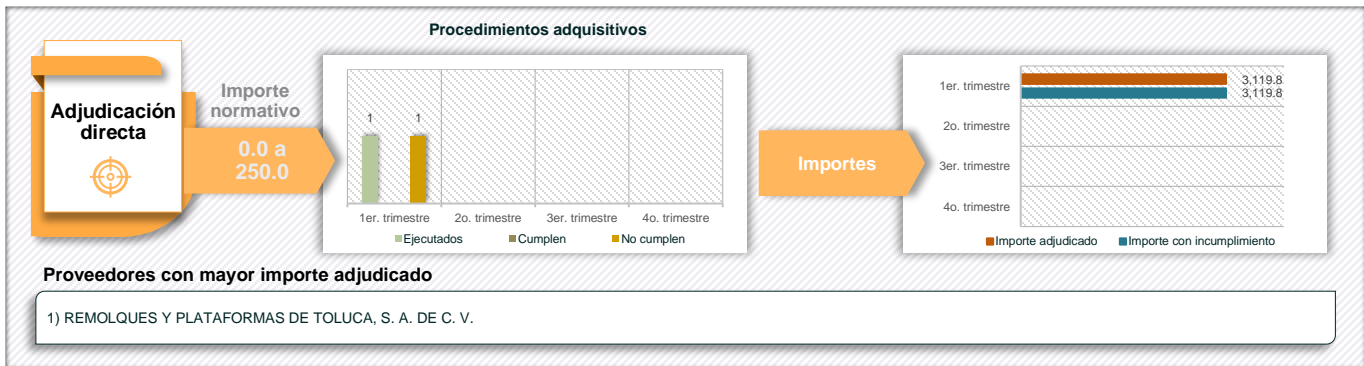 Procedimientos adquisitivos
Adjudicación
directa
Importe
normativo
0.0 a
250.0
1 1
1er. trimestre 2o. trimestre 3er. trimestre 4o. trimestre
Ejecutados Cumplen No cumplen
Importes
1er. trimestre
3,119.8
3,119.8
2o. trimestre
3er. trimestre
4o. trimestre
Importe adjudicado Importe con incumplimiento
Proveedores con mayor importe adjudicado
1) REMOLQUES Y PLATAFORMAS DE TOLUCA, S. A. DE C. V.